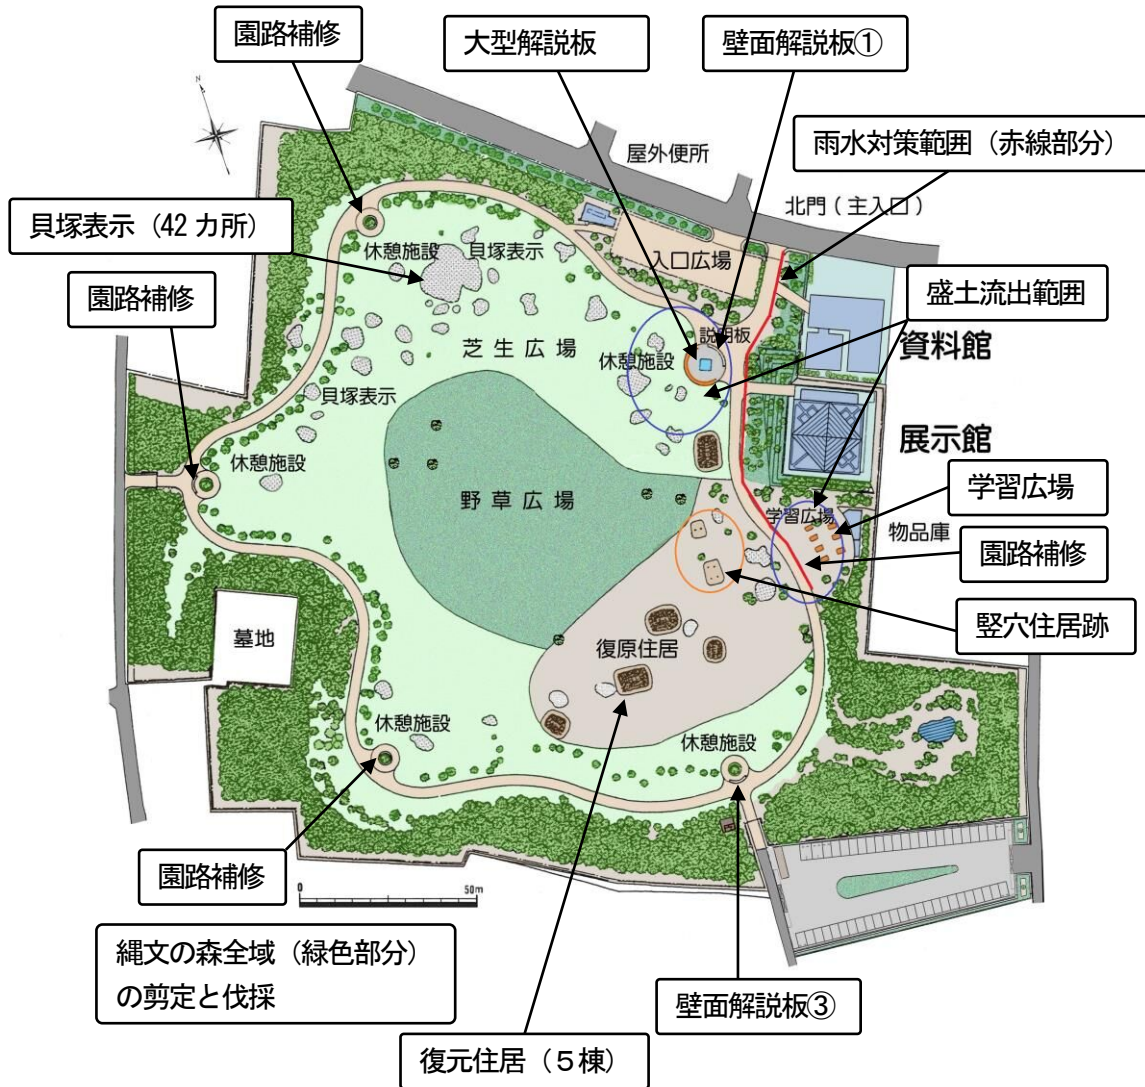 園路補修
大型解説板
壁面解説板①
N
屋外便所
雨水対策範囲（赤線部分）
北門（主入口）
貝塚表示（42カ所）
休憩施設
貝塚表示
入口広場
園路補修
盛土流出範囲
説明板
資料館
芝生広場
休憩施設
貝塚表示
展示館
休憩施設
学習広場
野草広場
学習広場
物品庫
園路補修
竪穴住居跡
墓地
復原住居
休憩施設
休憩施設
園路補修
0
50m
縄文の森全域（緑色部分）
の剪定と伐採
壁面解説板③
復元住居（５棟）